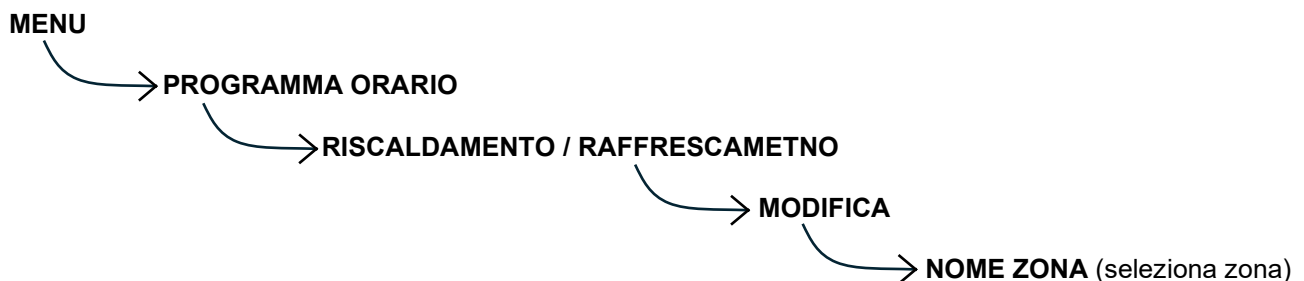 MENU
PROGRAMMA ORARIO
RISCALDAMENTO / RAFFRESCAMETNO
MODIFICA
NOME ZONA (seleziona zona)